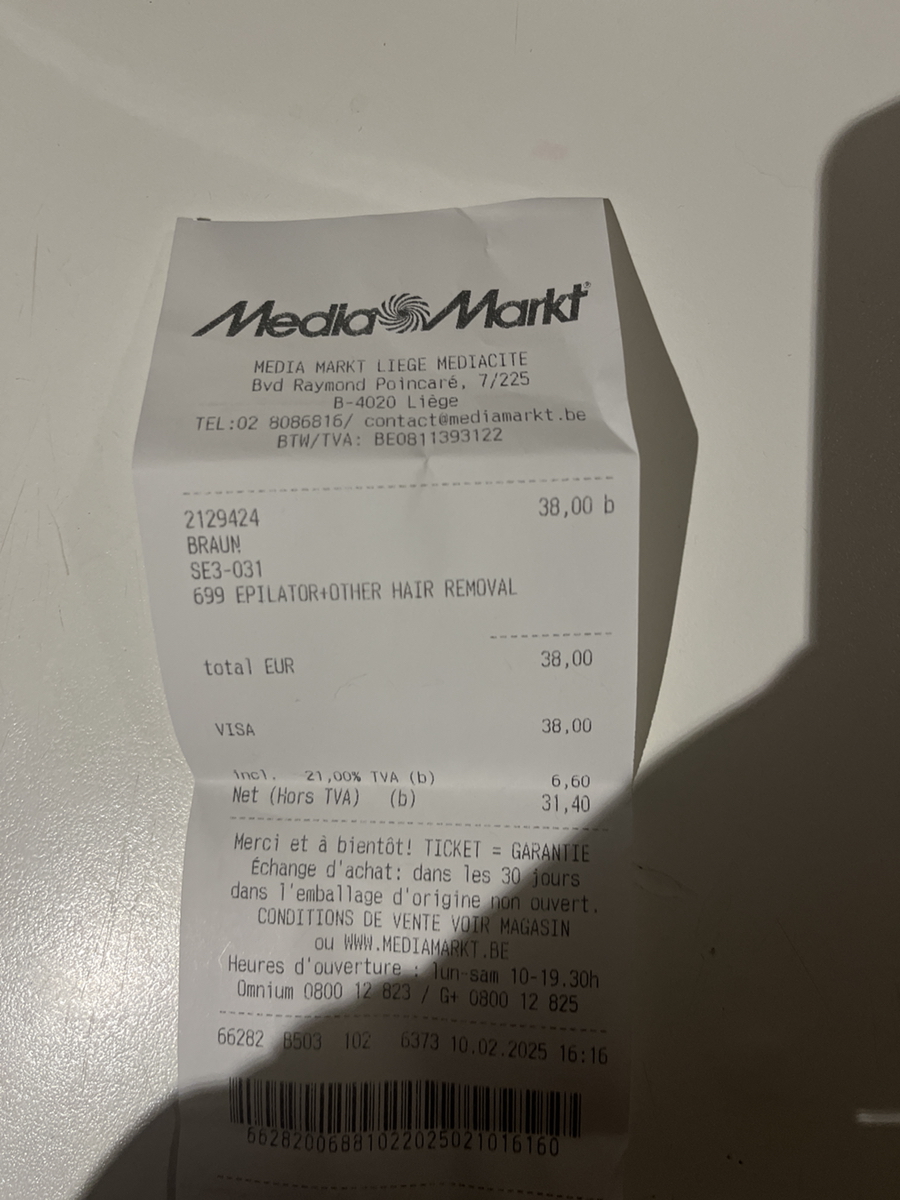 Media Markt®
MEDIA MARKT LIEGE MEDIACITE
Bvd Raymond Poincaré, 7/225
B-4020 Liège
TEL:02 8086816/ contact@mediamarkt.be
BTW/TVA: BE0811393122
2129424 38,00 b
BRAUN
SE3-031
699 EPILATOR+OTHER HAIR REMOVAL
total EUR 38,00
VISA 38,00
Incl. 21,00% TVA (b) 6,60
Net (Hors TVA) (b) 31,40
Merci et à bientôt! TICKET = GARANTIE
Échange d'achat: dans les 30 jours
dans l'emballage d'origine non ouvert.
CONDITIONS DE VENTE VOIR MAGASIN
ou WWW.MEDIAMARKT.BE
Heures d'ouverture : lun-sam 10-19.30h
Omnium 0800 12 823 / G+ 0800 12 825
66282 B503 102 6373 10.02.2025 16:16
6628200688102202502101616​0